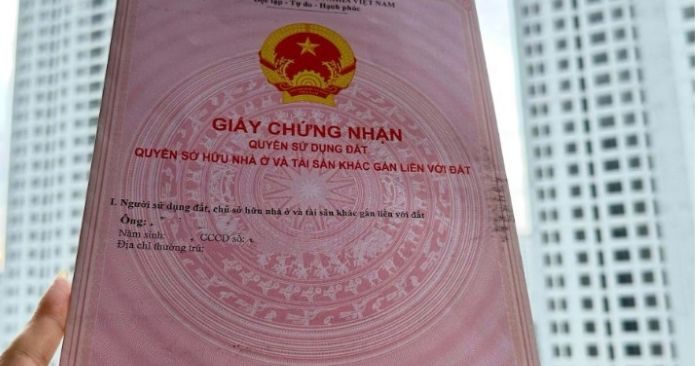 VIỆT NAM
Độc lập - Tự do - Hạnh phúc
GIẤY CHỨNG NHẬN
QUYỀN SỬ DỤNG ĐẤT
QUYỀN SỞ HỮU NHÀ Ở VÀ TÀI SẢN KHÁC GẮN LIỀN VỚI ĐẤT
I. Người sử dụng đất, chủ sở hữu nhà ở và tài sản khác gắn liền với đất
Ông:
Năm sinh: , CCCD số:
Địa chỉ thường trú: